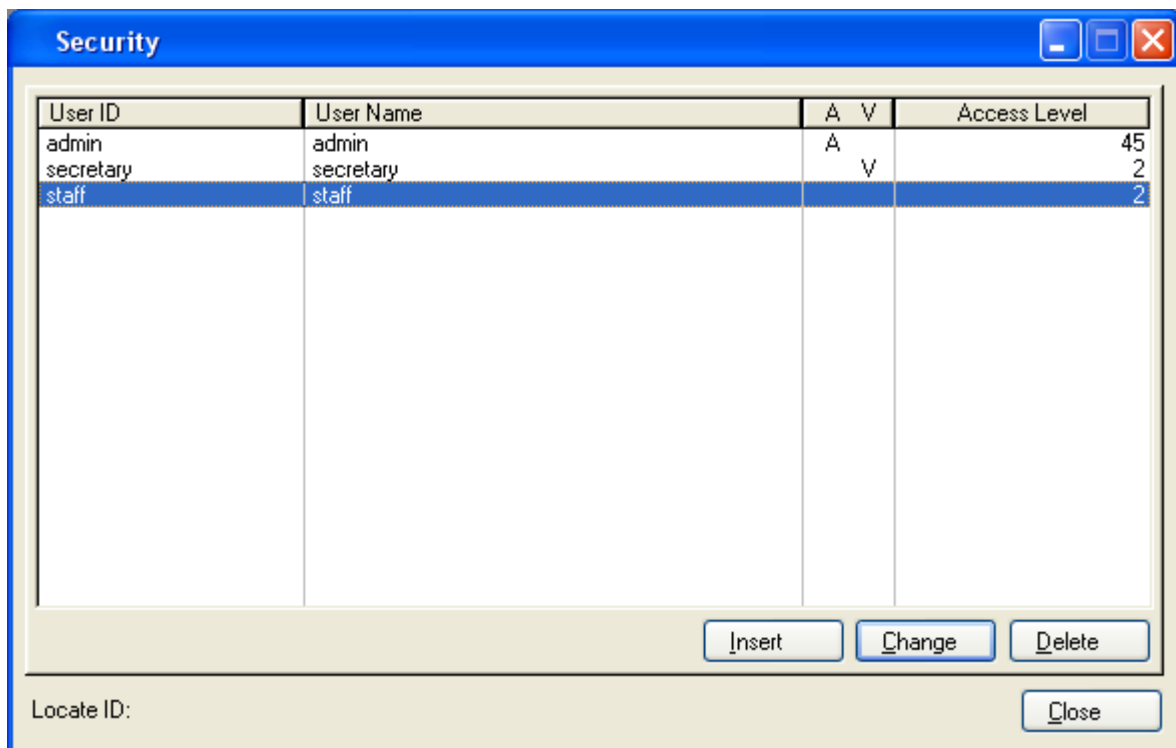 Security
User ID User Name A V Access Level
admin admin A 45
secretary secretary V 2
staff staff 2
Insert Change Delete
Locate ID: Close